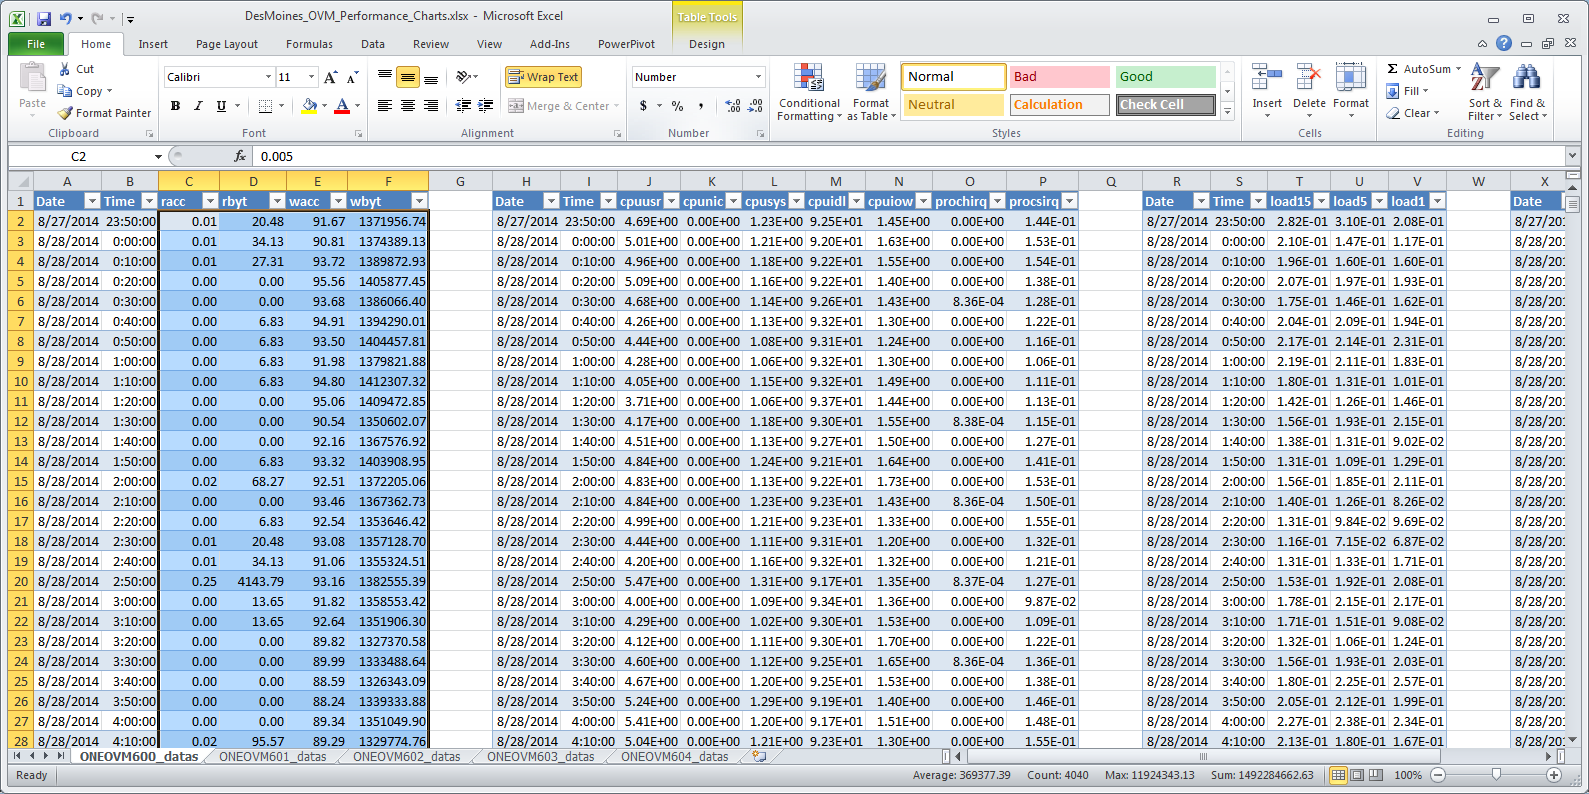 DesMoines_OVM_Performance_Charts.xlsx - Microsoft Excel
Table Tools
File Home Insert Page Layout Formulas Data Review View Add-Ins PowerPivot Design
Paste Cut Copy Format Painter Clipboard
Calibri 11 B I U A A A Font
Wrap Text Merge & Center Alignment
Number $ % , .00 Number
Conditional Formatting Format as Table Normal Bad Good Neutral Calculation Check Cell Styles
Insert Delete Format Cells
Σ AutoSum Fill Clear Sort & Filter Find & Select Editing
C2 fx 0.005
A B C D E F G H I J K L M N O P Q R S T U V W X
1 Date Time racc rbyt wacc wbyt Date Time cpuusr cpunic cpusys cpuidl cpuiow prochirq procsirq Date Time load15 load5 load1 Date
2 8/27/2014 23:50:00 0.01 20.48 91.67 1371956.74 8/27/2014 23:50:00 4.69E+00 0.00E+00 1.23E+00 9.25E+01 1.45E+00 0.00E+00 1.44E-01 8/27/2014 23:50:00 2.82E-01 3.10E-01 2.08E-01 8/27/201
3 8/28/2014 0:00:00 0.01 34.13 90.81 1374389.13 8/28/2014 0:00:00 5.01E+00 0.00E+00 1.21E+00 9.20E+01 1.63E+00 0.00E+00 1.53E-01 8/28/2014 0:00:00 2.10E-01 1.47E-01 1.17E-01 8/28/201
4 8/28/2014 0:10:00 0.01 27.31 93.72 1389872.93 8/28/2014 0:10:00 4.96E+00 0.00E+00 1.18E+00 9.22E+01 1.55E+00 0.00E+00 1.54E-01 8/28/2014 0:10:00 1.96E-01 1.60E-01 1.60E-01 8/28/201
5 8/28/2014 0:20:00 0.00 0.00 95.56 1405877.45 8/28/2014 0:20:00 5.09E+00 0.00E+00 1.16E+00 9.22E+01 1.40E+00 0.00E+00 1.38E-01 8/28/2014 0:20:00 2.07E-01 1.97E-01 1.93E-01 8/28/201
6 8/28/2014 0:30:00 0.00 0.00 93.68 1386066.40 8/28/2014 0:30:00 4.68E+00 0.00E+00 1.14E+00 9.26E+01 1.43E+00 8.36E-04 1.28E-01 8/28/2014 0:30:00 1.75E-01 1.46E-01 1.62E-01 8/28/201
7 8/28/2014 0:40:00 0.00 6.83 94.91 1394290.01 8/28/2014 0:40:00 4.26E+00 0.00E+00 1.13E+00 9.32E+01 1.30E+00 0.00E+00 1.22E-01 8/28/2014 0:40:00 2.04E-01 2.09E-01 1.94E-01 8/28/201
8 8/28/2014 0:50:00 0.00 6.83 93.50 1404457.81 8/28/2014 0:50:00 4.44E+00 0.00E+00 1.08E+00 9.31E+01 1.24E+00 0.00E+00 1.16E-01 8/28/2014 0:50:00 2.17E-01 2.14E-01 2.31E-01 8/28/201
9 8/28/2014 1:00:00 0.00 6.83 91.98 1379821.88 8/28/2014 1:00:00 4.28E+00 0.00E+00 1.06E+00 9.32E+01 1.30E+00 0.00E+00 1.06E-01 8/28/2014 1:00:00 2.19E-01 2.11E-01 1.83E-01 8/28/201
10 8/28/2014 1:10:00 0.00 6.83 94.80 1412307.32 8/28/2014 1:10:00 4.05E+00 0.00E+00 1.15E+00 9.32E+01 1.49E+00 0.00E+00 1.11E-01 8/28/2014 1:10:00 1.80E-01 1.31E-01 1.01E-01 8/28/201
11 8/28/2014 1:20:00 0.00 0.00 95.06 1409472.85 8/28/2014 1:20:00 3.71E+00 0.00E+00 1.06E+00 9.37E+01 1.44E+00 0.00E+00 1.13E-01 8/28/2014 1:20:00 1.42E-01 1.26E-01 1.46E-01 8/28/201
12 8/28/2014 1:30:00 0.00 0.00 90.54 1350602.07 8/28/2014 1:30:00 4.17E+00 0.00E+00 1.18E+00 9.30E+01 1.55E+00 8.38E-04 1.15E-01 8/28/2014 1:30:00 1.56E-01 1.93E-01 2.15E-01 8/28/201
13 8/28/2014 1:40:00 0.00 0.00 92.16 1367576.92 8/28/2014 1:40:00 4.51E+00 0.00E+00 1.13E+00 9.27E+01 1.50E+00 0.00E+00 1.27E-01 8/28/2014 1:40:00 1.38E-01 1.31E-01 9.02E-02 8/28/201
14 8/28/2014 1:50:00 0.00 6.83 93.32 1403908.95 8/28/2014 1:50:00 4.84E+00 0.00E+00 1.24E+00 9.21E+01 1.64E+00 0.00E+00 1.41E-01 8/28/2014 1:50:00 1.31E-01 1.09E-01 1.29E-01 8/28/201
15 8/28/2014 2:00:00 0.02 68.27 92.51 1372205.06 8/28/2014 2:00:00 4.83E+00 0.00E+00 1.13E+00 9.22E+01 1.73E+00 0.00E+00 1.53E-01 8/28/2014 2:00:00 1.56E-01 1.85E-01 2.11E-01 8/28/201
16 8/28/2014 2:10:00 0.00 0.00 93.46 1367362.73 8/28/2014 2:10:00 4.84E+00 0.00E+00 1.23E+00 9.23E+01 1.43E+00 8.36E-04 1.50E-01 8/28/2014 2:10:00 1.40E-01 1.26E-01 8.26E-02 8/28/201
17 8/28/2014 2:20:00 0.00 6.83 92.54 1353646.42 8/28/2014 2:20:00 4.99E+00 0.00E+00 1.21E+00 9.23E+01 1.33E+00 0.00E+00 1.55E-01 8/28/2014 2:20:00 1.31E-01 9.84E-02 9.69E-02 8/28/201
18 8/28/2014 2:30:00 0.01 20.48 93.08 1357128.70 8/28/2014 2:30:00 4.44E+00 0.00E+00 1.11E+00 9.31E+01 1.20E+00 0.00E+00 1.32E-01 8/28/2014 2:30:00 1.16E-01 7.15E-02 6.87E-02 8/28/201
19 8/28/2014 2:40:00 0.01 34.13 91.06 1355324.51 8/28/2014 2:40:00 4.20E+00 0.00E+00 1.16E+00 9.32E+01 1.32E+00 0.00E+00 1.21E-01 8/28/2014 2:40:00 1.31E-01 1.33E-01 1.71E-01 8/28/201
20 8/28/2014 2:50:00 0.25 4143.79 93.16 1382555.39 8/28/2014 2:50:00 5.47E+00 0.00E+00 1.31E+00 9.17E+01 1.35E+00 8.37E-04 1.27E-01 8/28/2014 2:50:00 1.53E-01 1.92E-01 2.08E-01 8/28/201
21 8/28/2014 3:00:00 0.00 13.65 91.82 1358553.42 8/28/2014 3:00:00 4.00E+00 0.00E+00 1.09E+00 9.34E+01 1.36E+00 0.00E+00 9.87E-02 8/28/2014 3:00:00 1.78E-01 2.15E-01 2.17E-01 8/28/201
22 8/28/2014 3:10:00 0.00 13.65 92.64 1351906.30 8/28/2014 3:10:00 4.29E+00 0.00E+00 1.02E+00 9.30E+01 1.53E+00 0.00E+00 1.09E-01 8/28/2014 3:10:00 1.71E-01 1.51E-01 9.08E-02 8/28/201
23 8/28/2014 3:20:00 0.00 0.00 89.82 1327370.58 8/28/2014 3:20:00 4.12E+00 0.00E+00 1.11E+00 9.30E+01 1.70E+00 0.00E+00 1.22E-01 8/28/2014 3:20:00 1.32E-01 1.06E-01 1.24E-01 8/28/201
24 8/28/2014 3:30:00 0.00 0.00 89.99 1333488.64 8/28/2014 3:30:00 4.60E+00 0.00E+00 1.12E+00 9.25E+01 1.65E+00 8.36E-04 1.36E-01 8/28/2014 3:30:00 1.56E-01 1.93E-01 2.03E-01 8/28/201
25 8/28/2014 3:40:00 0.00 0.00 88.59 1326343.09 8/28/2014 3:40:00 4.67E+00 0.00E+00 1.20E+00 9.25E+01 1.53E+00 0.00E+00 1.38E-01 8/28/2014 3:40:00 1.80E-01 2.25E-01 2.57E-01 8/28/201
26 8/28/2014 3:50:00 0.00 0.00 88.24 1339333.88 8/28/2014 3:50:00 5.24E+00 0.00E+00 1.29E+00 9.19E+01 1.40E+00 0.00E+00 1.46E-01 8/28/2014 3:50:00 2.05E-01 2.12E-01 1.99E-01 8/28/201
27 8/28/2014 4:00:00 0.00 0.00 89.34 1351049.90 8/28/2014 4:00:00 5.41E+00 0.00E+00 1.20E+00 9.17E+01 1.51E+00 0.00E+00 1.48E-01 8/28/2014 4:00:00 2.27E-01 2.38E-01 2.34E-01 8/28/201
28 8/28/2014 4:10:00 0.02 95.57 89.29 1329774.76 8/28/2014 4:10:00 5.04E+00 0.00E+00 1.21E+00 9.23E+01 1.30E+00 0.00E+00 1.55E-01 8/28/2014 4:10:00 2.13E-01 1.80E-01 1.67E-01 8/28/201
ONEOVM600_datas ONEOVM601_datas ONEOVM602_datas ONEOVM603_datas ONEOVM604_datas
Ready Average: 369377.39 Count: 4040 Max: 11924343.13 Sum: 1492284662.63 100%